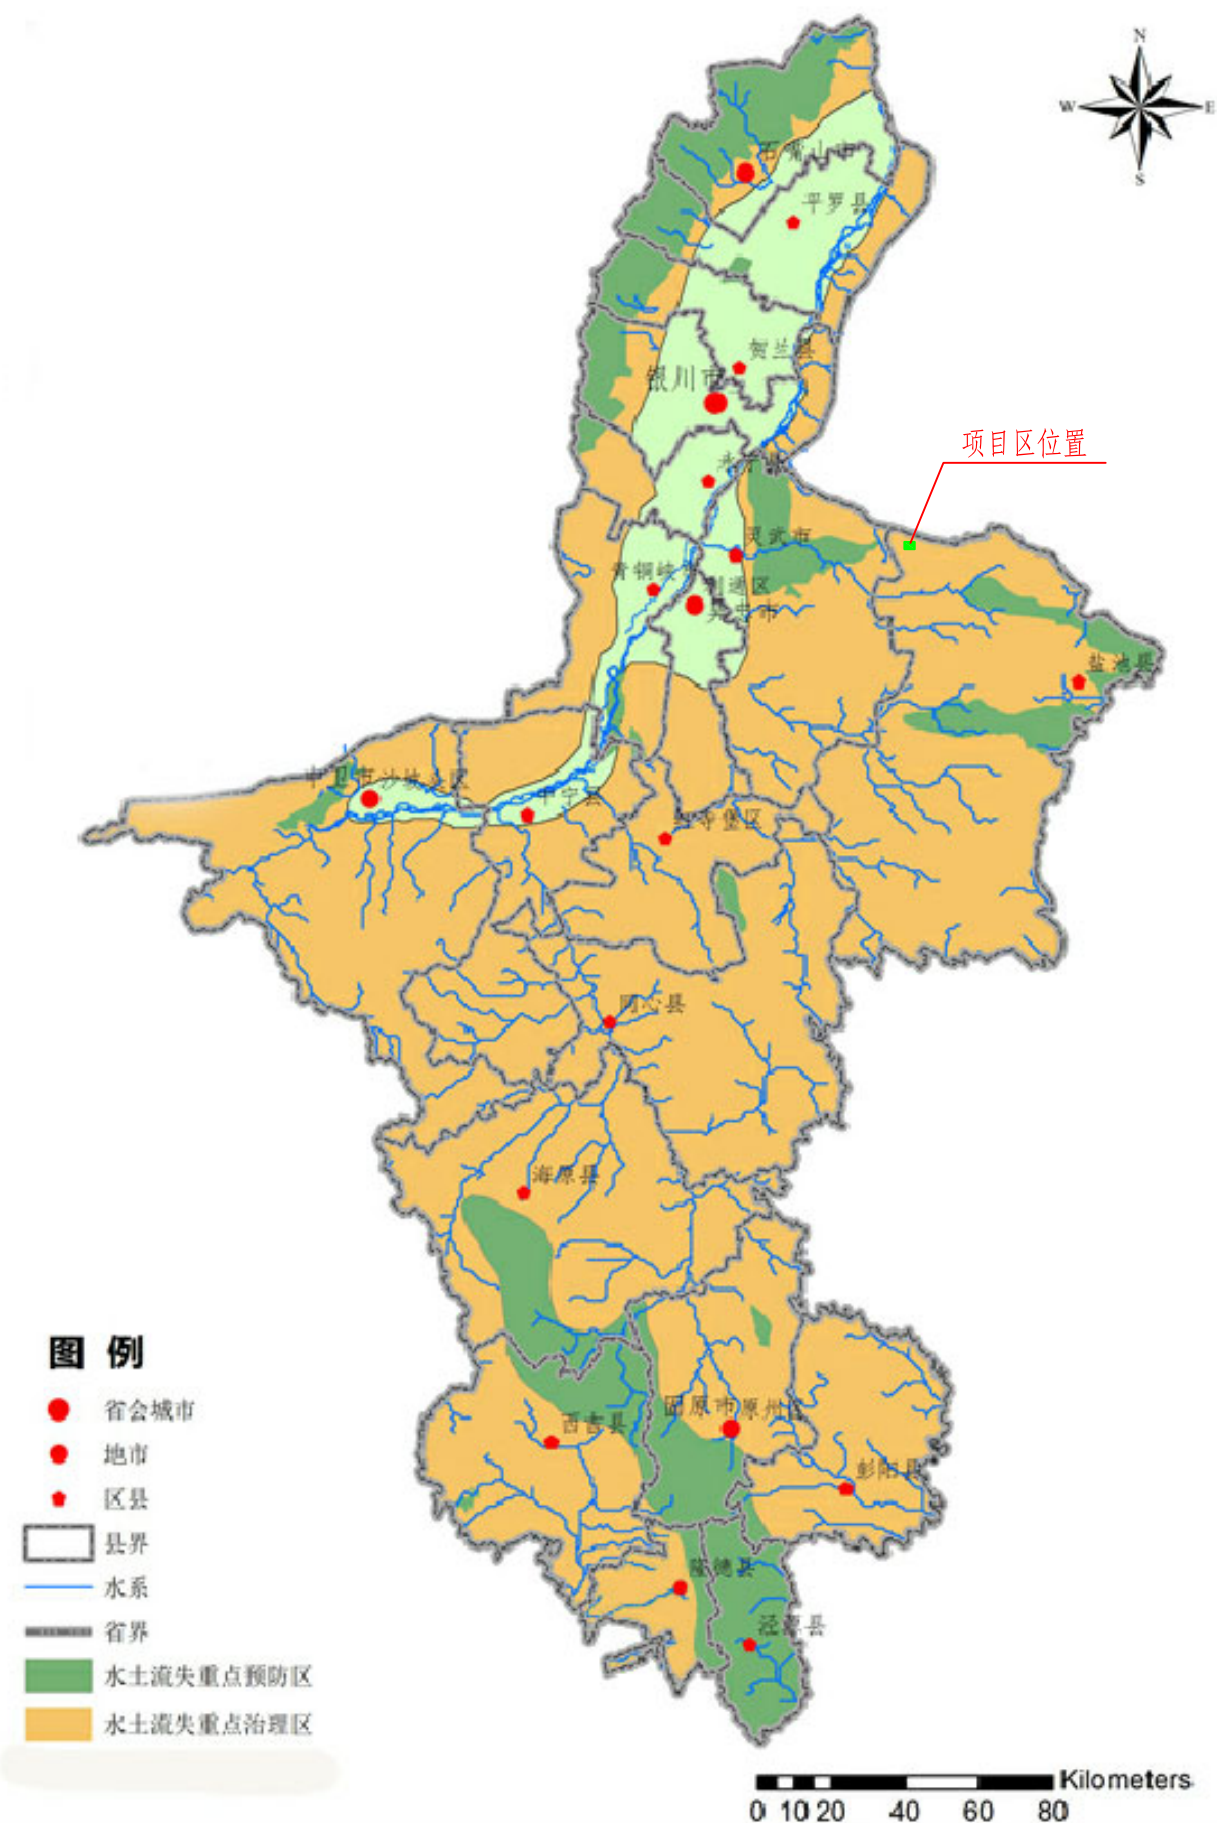 N
W
E
S
石嘴山市
平罗县
贺兰县
银川市
项目区位置
灵武市
青铜峡
利通区
吴忠市
盐池县
中卫市沙坡头区
中宁县
红寺堡区
同心县
海原县
西吉县
固原市原州区
彭阳县
隆德县
泾源县
图 例
省会城市
地市
区县
县界
水系
省界
水土流失重点预防区
水土流失重点治理区
Kilometers
0 10 20 40 60 80